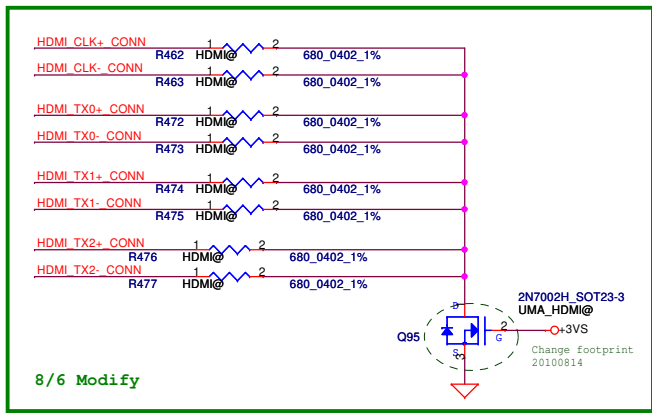 HDMI_CLK+_CONN 1 2
R462 HDMI@ 680_0402_1%
HDMI_CLK-_CONN 1 2
R463 HDMI@ 680_0402_1%
HDMI_TX0+_CONN 1 2
R472 HDMI@ 680_0402_1%
HDMI_TX0-_CONN 1 2
R473 HDMI@ 680_0402_1%
HDMI_TX1+_CONN 1 2
R474 HDMI@ 680_0402_1%
HDMI_TX1-_CONN 1 2
R475 HDMI@ 680_0402_1%
HDMI_TX2+_CONN 1 2
R476 HDMI@ 680_0402_1%
HDMI_TX2-_CONN 1 2
R477 HDMI@ 680_0402_1%
2N7002H_SOT23-3
UMA_HDMI@
D
Q95 2 +3VS
G
S 3
Change footprint
20100814
8/6 Modify